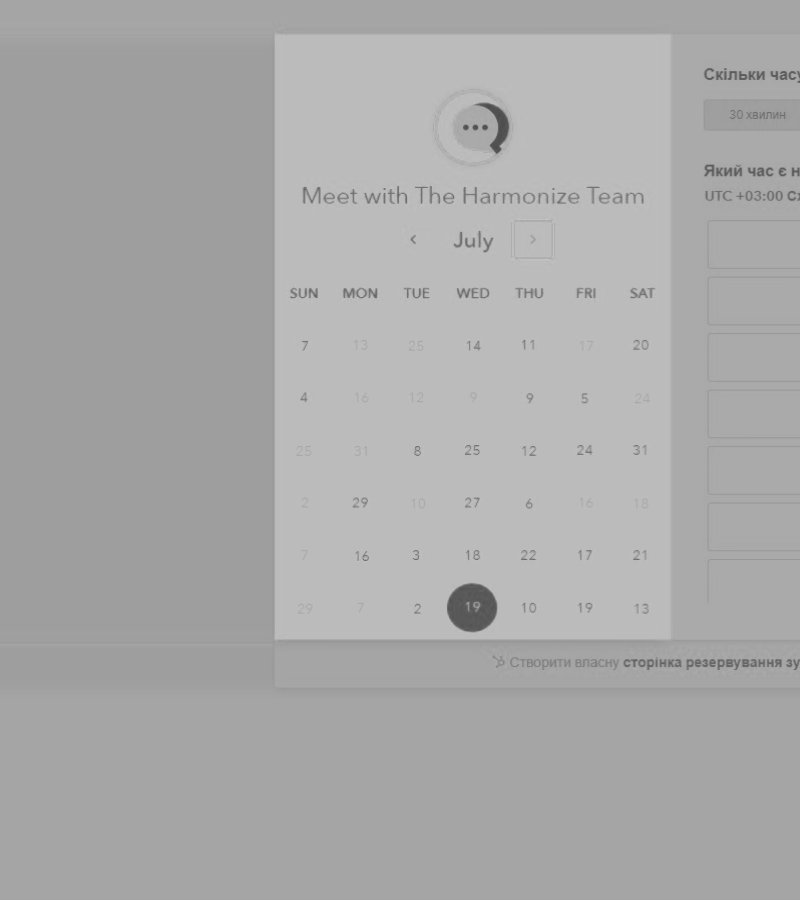 Meet with The Harmonize Team
July
SUN MON TUE WED THU FRI SAT
7 13 25 14 11 17 20
4 16 12 9 9 5 24
25 31 8 25 12 24 31
2 29 10 27 6 16 18
7 16 3 18 22 17 21
29 7 2 19 10 19 13
Скільки часу
30 хвилин
Який час є
UTC +03:00
Створити власну сторінка резервування